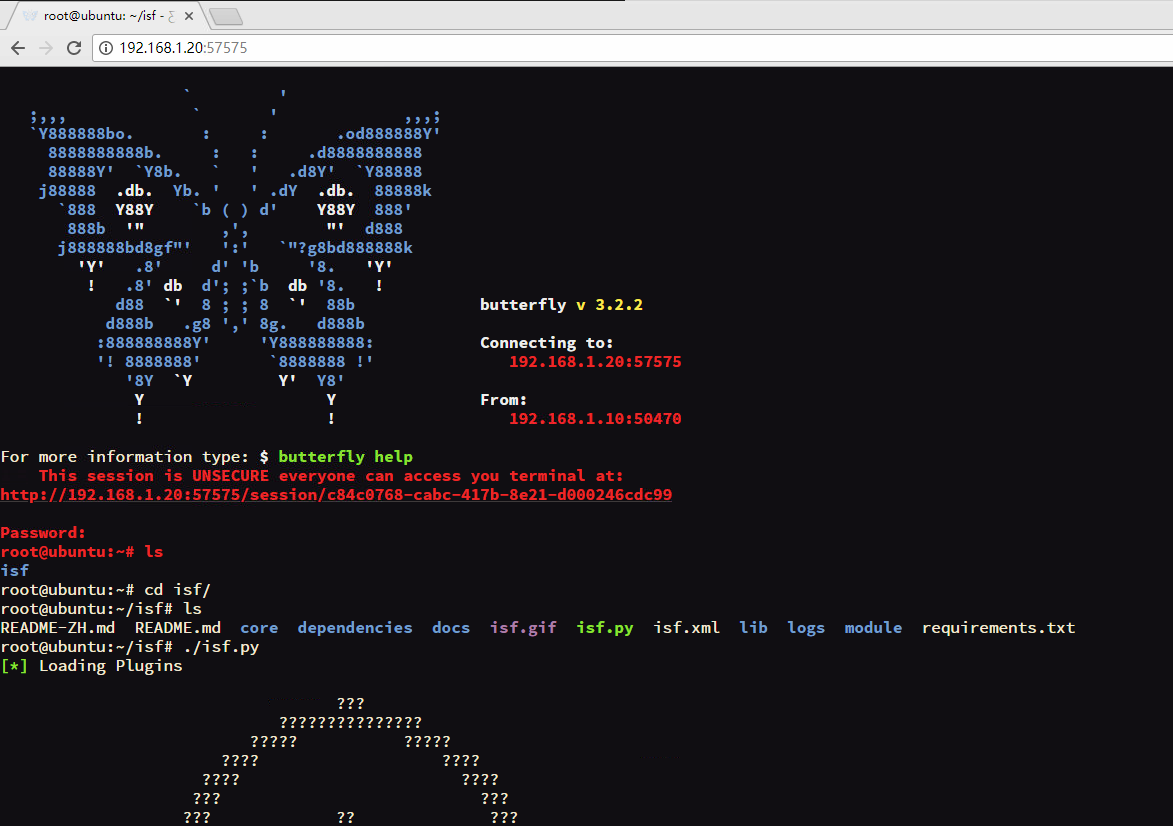 root@ubuntu: ~/isf -
192.168.1.20:57575
` '
;,,, ` ' ,,,;
`Y888888bo. : : .od888888Y'
8888888888b. : : .d8888888888
88888Y' `Y8b. ` ' .d8Y' `Y88888
j88888 .db. Yb. ' ' .dY .db. 88888k
`888 Y88Y `b ( ) d' Y88Y 888'
888b '" ,', "' d888
j888888bd8gf"' ':' `"?g8bd888888k
'Y' .8' d' 'b '8. 'Y'
! .8' db d'; ;`b db '8. !
d88 `' 8 ; ; 8 `' 88b butterfly v 3.2.2
d888b .g8 ',' 8g. d888b
:888888888Y' 'Y888888888: Connecting to:
'! 8888888' `8888888 !' 192.168.1.20:57575
'8Y `Y Y' Y8'
Y Y From:
! ! 192.168.1.10:50470
For more information type: $ butterfly help
This session is UNSECURE everyone can access you terminal at:
http://192.168.1.20:57575/session/c84c0768-cabc-417b-8e21-d000246cdc99
Password:
root@ubuntu:~# ls
isf
root@ubuntu:~# cd isf/
root@ubuntu:~/isf# ls
README-ZH.md README.md core dependencies docs isf.gif isf.py isf.xml lib logs module requirements.txt
root@ubuntu:~/isf# ./isf.py
[*] Loading Plugins
???
???????????????
????? ?????
???? ????
???? ????
??? ???
??? ?? ???